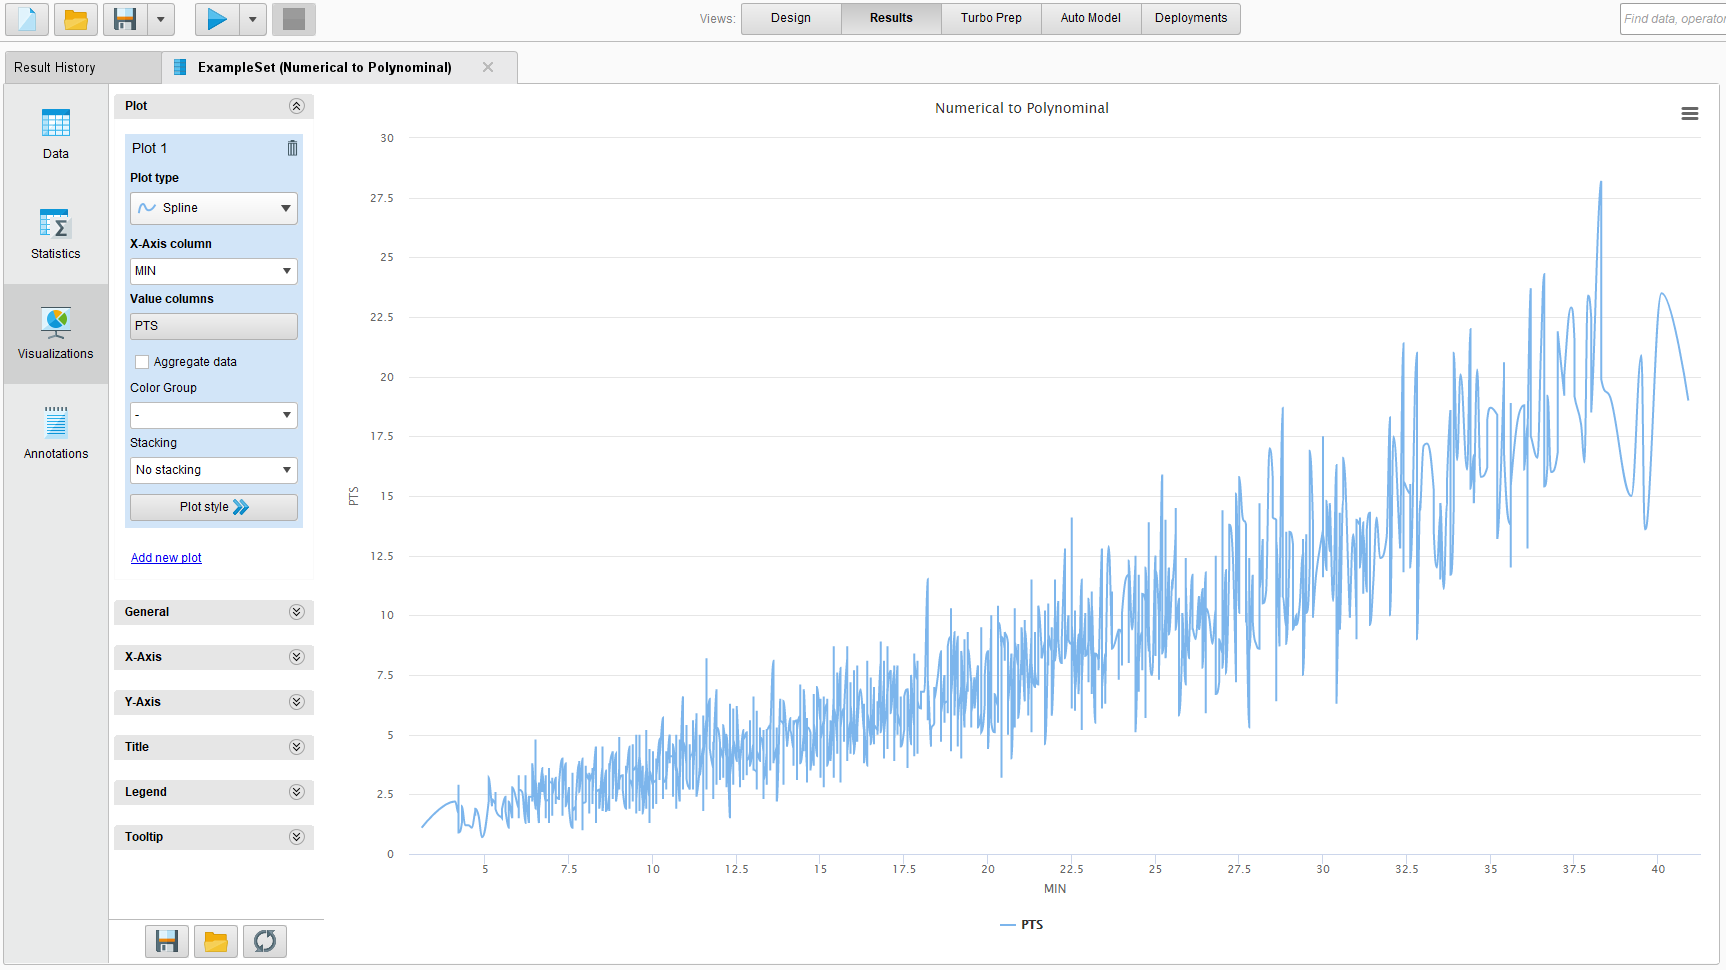 Views: Design Results Turbo Prep Auto Model Deployments Find data, operator
Result History ExampleSet (Numerical to Polynominal)
Data
Statistics
Visualizations
Annotations
Plot
Plot 1
Plot type
Spline
X-Axis column
MIN
Value columns
PTS
Aggregate data
Color Group
-
Stacking
No stacking
Plot style
Add new plot
General
X-Axis
Y-Axis
Title
Legend
Tooltip
Numerical to Polynominal
30
27.5
25
22.5
20
17.5
15
12.5
10
7.5
5
2.5
0
PTS
5 7.5 10 12.5 15 17.5 20 22.5 25 27.5 30 32.5 35 37.5 40
MIN
PTS